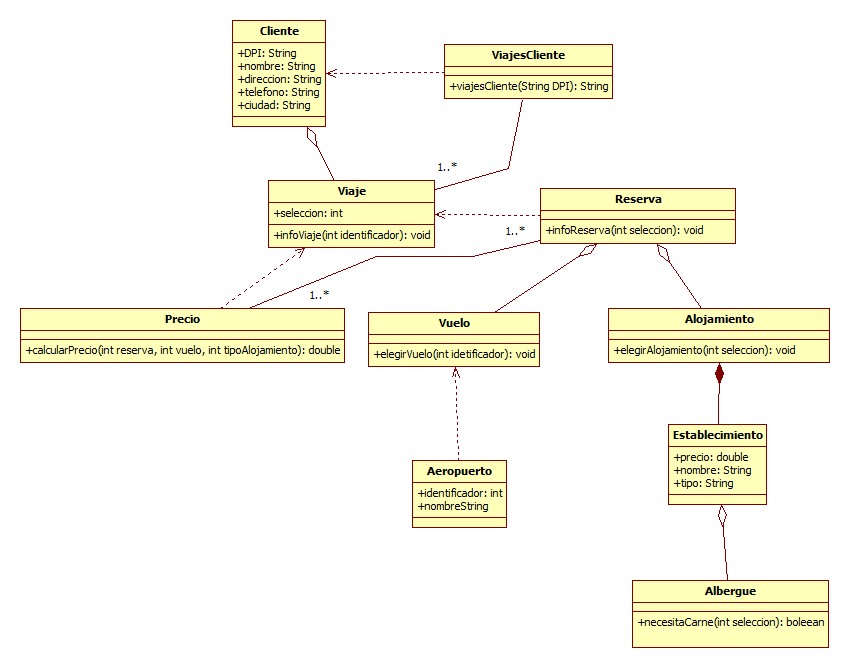 Cliente
+DPI: String
+nombre: String
+direccion: String
+telefono: String
+ciudad: String
ViajesCliente
+viajesCliente(String DPI): String
1..*
Viaje
+seleccion: int
+infoViaje(int identificador): void
Reserva
+infoReserva(int seleccion): void
1..*
1..*
Precio
+calcularPrecio(int reserva, int vuelo, int tipoAlojamiento): double
Vuelo
+elegirVuelo(int idetificador): void
Alojamiento
+elegirAlojamiento(int seleccion): void
Establecimiento
+precio: double
+nombre: String
+tipo: String
Aeropuerto
+identificador: int
+nombreString
Albergue
+necesitaCarne(int seleccion): boleean